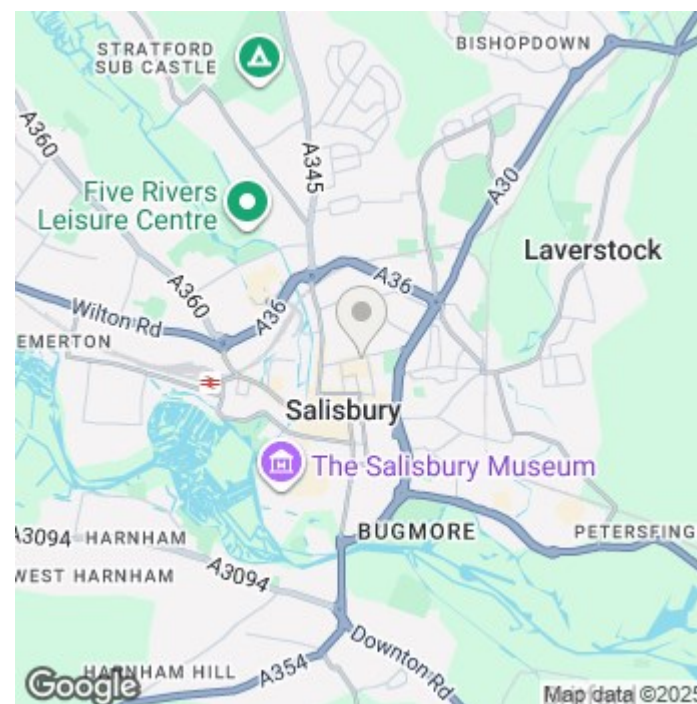 STRATFORD
SUB CASTLE
BISHOPDOWN
A360
A345
A30
Five Rivers
Leisure Centre
Laverstock
A360
A36
A36
Wilton Rd
EMERTON
Salisbury
The Salisbury Museum
A3094
HARNHAM
BUGMORE
PETERSFING
WEST HARNHAM
A3094
Downton Rd
HARNHAM HILL
A354
Google
Map data ©2025